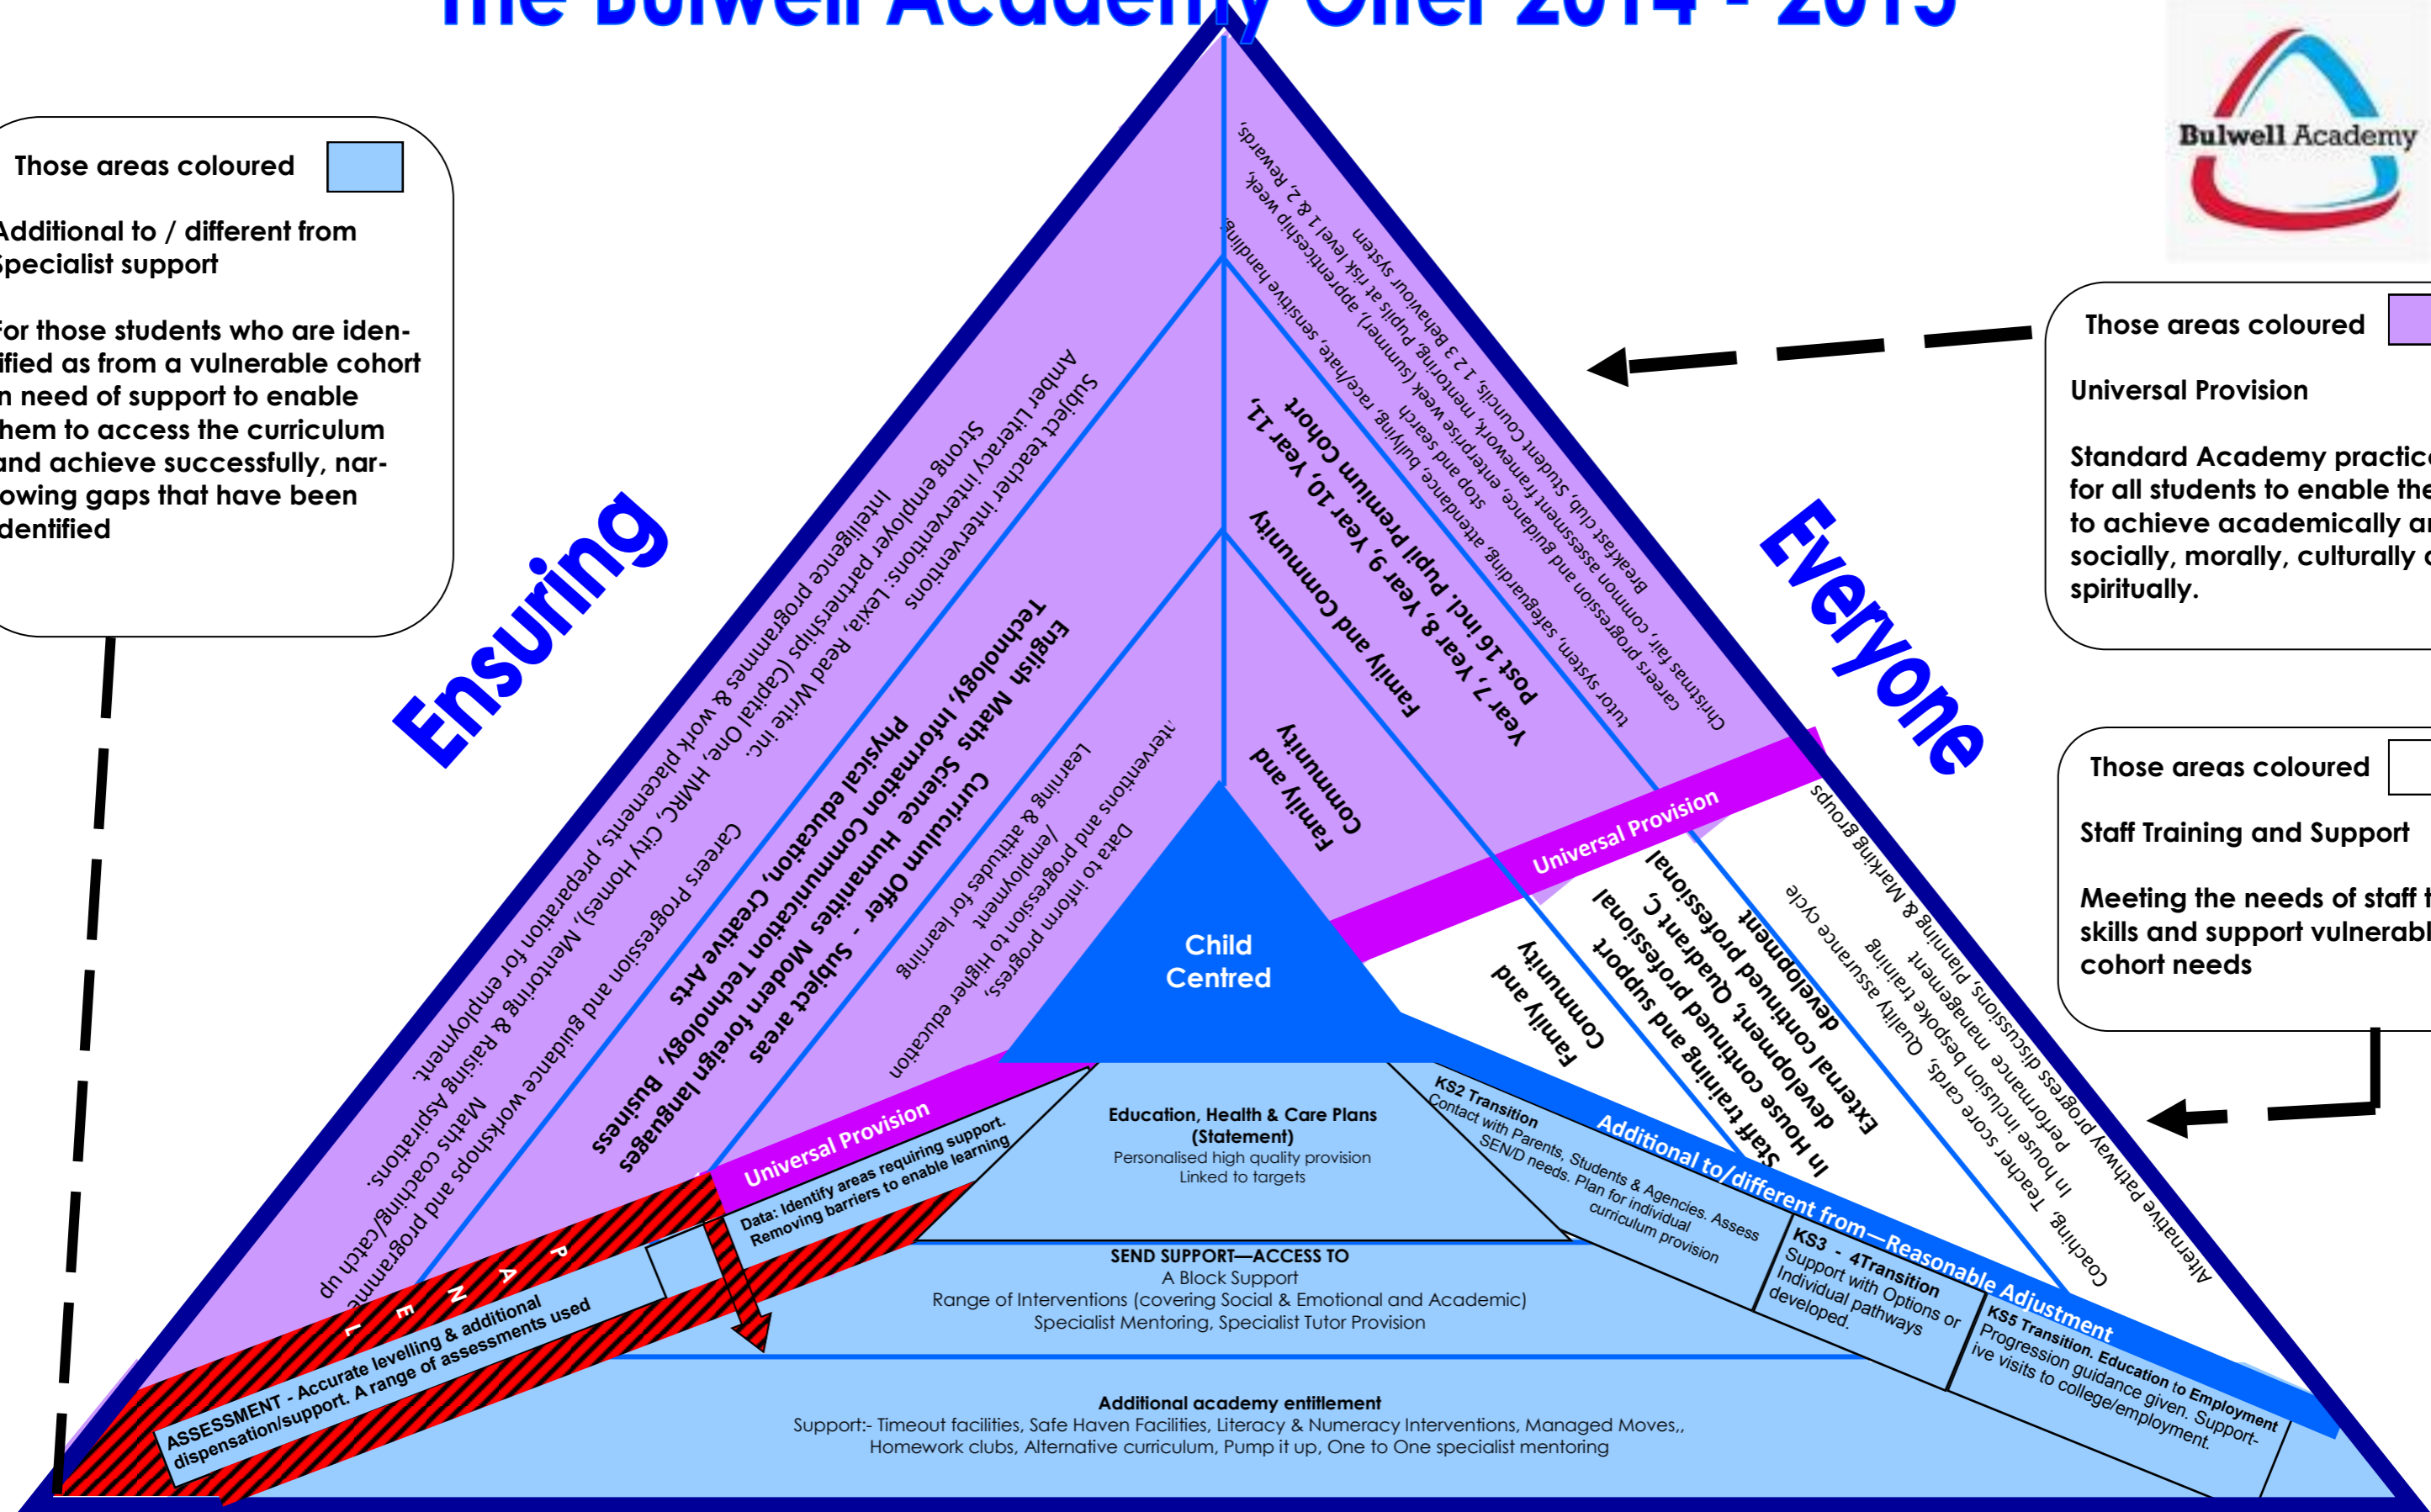 The Bulwell Academy Offer 2014 - 2015
Bulwell Academy
Those areas coloured
Additional to / different from
Specialist support
For those students who are iden-
tified as from a vulnerable cohort
in need of support to enable
them to access the curriculum
and achieve successfully, nar-
rowing gaps that have been
identified
Ensuring
Everyone
Those areas coloured
Universal Provision
Standard Academy practice
for all students to enable
to achieve academically
socially, morally, culturally
spiritually.
Those areas coloured
Staff Training and Support
Meeting the needs of staff
skills and support
cohort needs
Intelligence programmes & work placements, preparation for employment.
Strong employer partnerships (Capital One, HMRC, City Homes), Mentoring & Raising Aspirations.
Amber Literacy interventions: Lexia, Read Write inc.
Maths coaching/catch up
Subject teacher interventions
Careers Progression and guidance workshops and programme
Curriculum Offer - Subject areas
English Maths Science Humanities Modern foreign languages
Technology, Information Communication Technology, Business
Physical education, Creative Arts
Learning & attitudes for learning
/employment
interventions and progression to Higher education
Data to inform progress,
Breakfast club, Student Councils, 1 2 3 Behaviour system
Christmas fair, common assessment framework, mentoring, Pupils at risk level 1 & 2, Rewards,
careers progression and guidance, enterprise week (summer), apprenticeship week,
stop and search
tutor system, safeguarding, attendance, bullying, race/hate, sensitive handling,
Year 7, Year 8, Year 9, Year 10, Year 11,
Post 16 incl. Pupil Premium Cohort
Family and Community
Family and
Community
Universal Provision
Child
Centred
Family and
Community
Staff training and support
In House continued professional
development, Quadrant C,
External continued professional
development
Coaching, Teacher score cards, Quality assurance cycle
In house inclusion bespoke training
Performance management
Alternative Pathway progress discussions, Planning & Marking groups
Universal Provision
Additional to/different from—Reasonable Adjustment
P A N E L
ASSESSMENT - Accurate levelling & additional
dispensation/support. A range of assessments used
Data: Identify areas requiring support.
Removing barriers to enable learning
Education, Health & Care Plans
(Statement)
Personalised high quality provision
Linked to targets
KS2 Transition
Contact with Parents, Students & Agencies. Assess
SEN/D needs. Plan for individual
curriculum provision
KS3 - 4Transition
Support with Options or
Individual pathways
developed.
KS5 Transition. Education to Employment
Progression guidance given. Support-
ive visits to college/employment.
SEND SUPPORT—ACCESS TO
A Block Support
Range of Interventions (covering Social & Emotional and Academic)
Specialist Mentoring, Specialist Tutor Provision
Additional academy entitlement
Support:- Timeout facilities, Safe Haven Facilities, Literacy & Numeracy Interventions, Managed Moves,,
Homework clubs, Alternative curriculum, Pump it up, One to One specialist mentoring